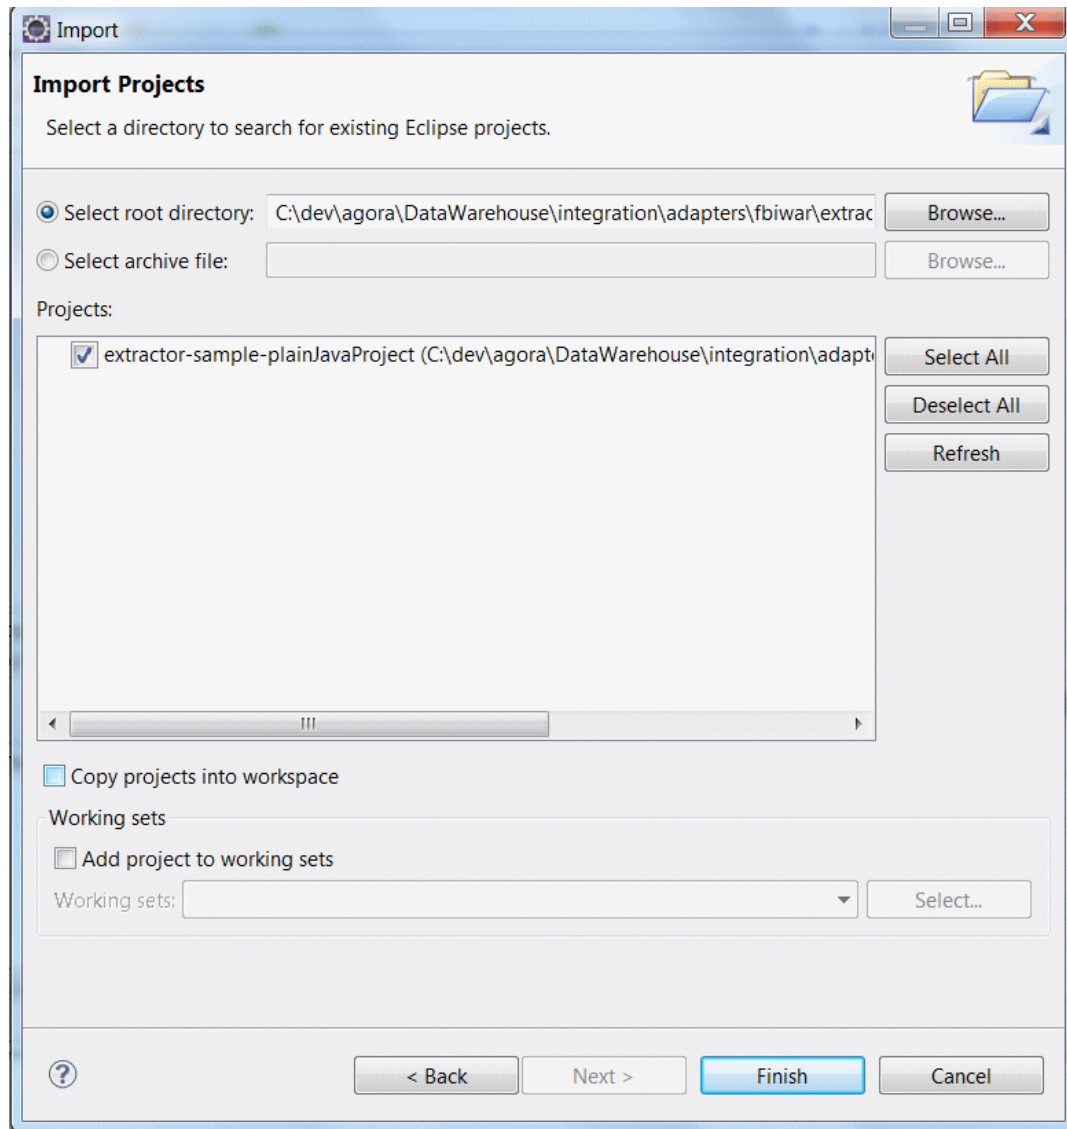 Import
Import Projects
Select a directory to search for existing Eclipse projects.
Select root directory: C:\dev\agora\DataWarehouse\integration\adapters\fbiwar\extrac Browse...
Select archive file: Browse...
Projects:
extractor-sample-plainJavaProject (C:\dev\agora\DataWarehouse\integration\adapt
Select All
Deselect All
Refresh
Copy projects into workspace
Working sets
Add project to working sets
Working sets: Select...
< Back Next > Finish Cancel